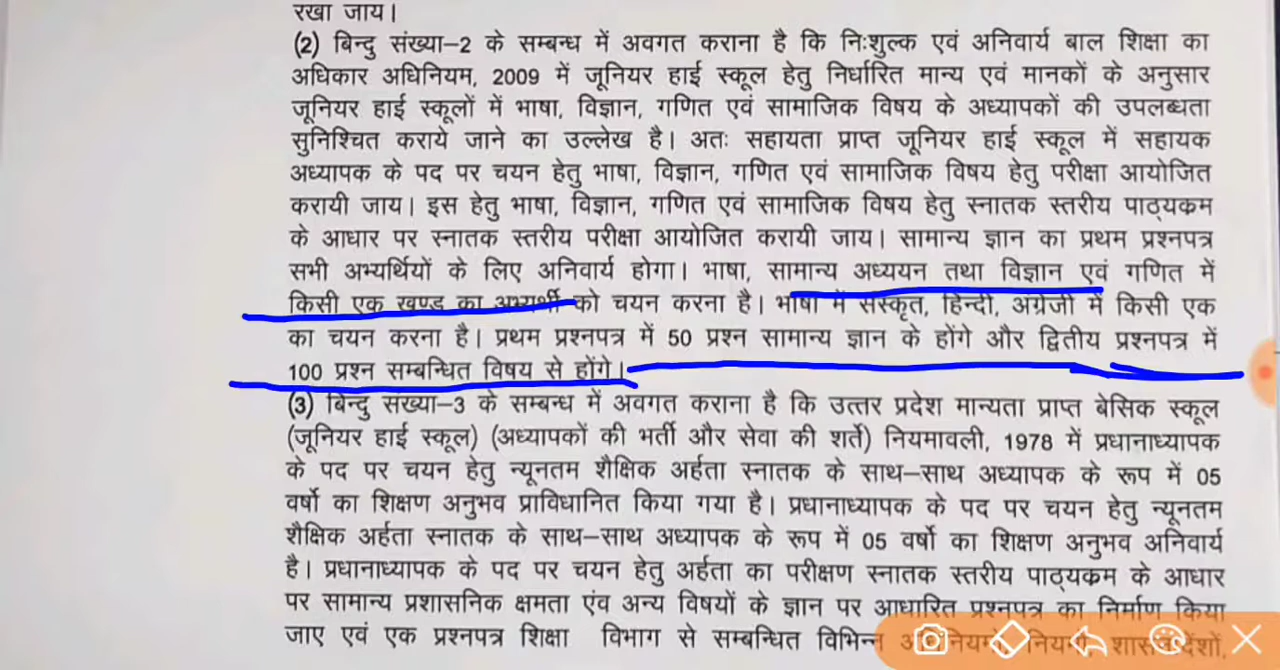 रखा जाय।
(2) बिन्दु संख्या–2 के सम्बन्ध में अवगत कराना है कि निःशुल्क एवं अनिवार्य बाल शिक्षा का
अधिकार अधिनियम, 2009 में जूनियर हाई स्कूल हेतु निर्धारित मान्य एवं मानकों के अनुसार
जूनियर हाई स्कूलों में भाषा, विज्ञान, गणित एवं सामाजिक विषय के अध्यापकों की उपलब्धता
सुनिश्चित कराये जाने का उल्लेख है। अतः सहायता प्राप्त जूनियर हाई स्कूल में सहायक
अध्यापक के पद पर चयन हेतु भाषा, विज्ञान, गणित एवं सामाजिक विषय हेतु परीक्षा आयोजित
करायी जाय। इस हेतु भाषा, विज्ञान, गणित एवं सामाजिक विषय हेतु स्नातक स्तरीय पाठ्यकम
के आधार पर स्नातक स्तरीय परीक्षा आयोजित करायी जाय। सामान्य ज्ञान का प्रथम प्रश्नपत्र
सभी अभ्यर्थियों के लिए अनिवार्य होगा। भाषा, सामान्य अध्ययन तथा विज्ञान एवं गणित में
किसी एक खण्ड का अभ्यर्थी को चयन करना है। भाषा में संस्कृत, हिन्दी, अंग्रेजी में किसी एक
का चयन करना है। प्रथम प्रश्नपत्र में 50 प्रश्न सामान्य ज्ञान के होंगे और द्वितीय प्रश्नपत्र में
100 प्रश्न सम्बन्धित विषय से होंगे।
(3) बिन्दु संख्या–3 के सम्बन्ध में अवगत कराना है कि उत्तर प्रदेश मान्यता प्राप्त बेसिक स्कूल
(जूनियर हाई स्कूल) (अध्यापकों की भर्ती और सेवा की शर्ते) नियमावली, 1978 में प्रधानाध्यापक
के पद पर चयन हेतु न्यूनतम शैक्षिक अर्हता स्नातक के साथ–साथ अध्यापक के रूप में 05
वर्षो का शिक्षण अनुभव प्राविधानित किया गया है। प्रधानाध्यापक के पद पर चयन हेतु न्यूनतम
शैक्षिक अर्हता स्नातक के साथ–साथ अध्यापक के रूप में 05 वर्षो का शिक्षण अनुभव अनिवार्य
है। प्रधानाध्यापक के पद पर चयन हेतु अर्हता का परीक्षण स्नातक स्तरीय पाठ्यकम के आधार
पर सामान्य प्रशासनिक क्षमता एंव अन्य विषयों के ज्ञान पर आधारित प्रश्नपत्र का निर्माण किया
जाए एवं एक प्रश्नपत्र शिक्षा विभाग से सम्बन्धित विभिन्न